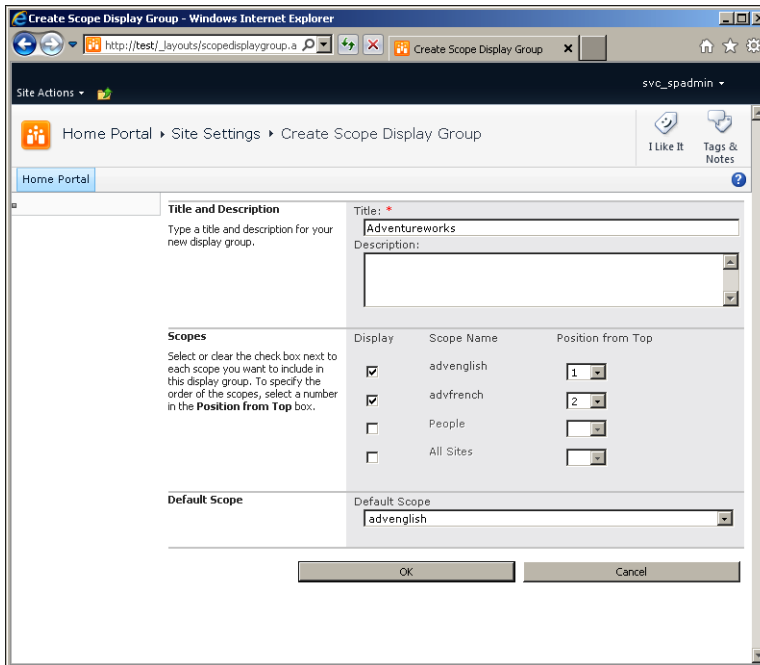 Create Scope Display Group - Windows Internet Explorer
http://test/_layouts/scopedisplaygroup.a
Create Scope Display Group
svc_spadmin
Site Actions
Home Portal Site Settings Create Scope Display Group
I Like It
Tags &
Notes
Home Portal
Title and Description
Type a title and description for your
new display group.
Title: *
Adventureworks
Description:
Scopes
Select or clear the check box next to
each scope you want to include in
this display group. To specify the
order of the scopes, select a number
in the Position from Top box.
Display Scope Name Position from Top
advenglish 1
advfrench 2
People
All Sites
Default Scope
Default Scope
advenglish
OK Cancel